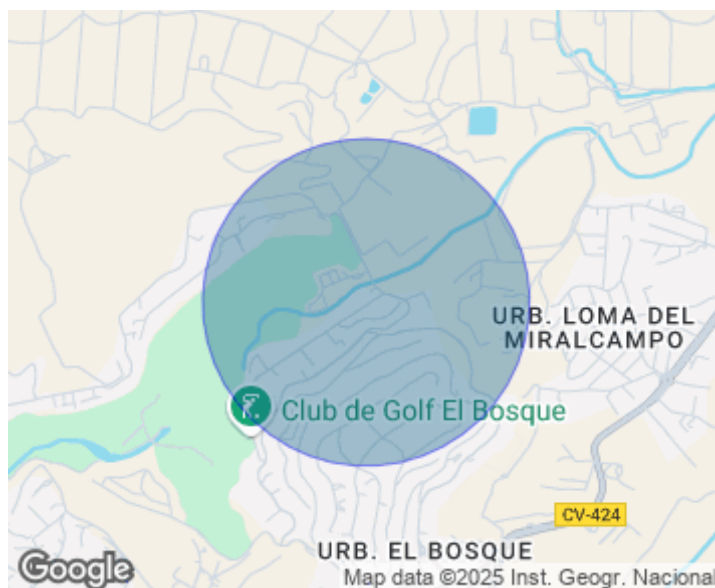 URB. LOMA DEL
MIRALCAMPO
Club de Golf El Bosque
CV-424
URB. EL BOSQUE
Google
Map data ©2025 Inst. Geogr. Nacional